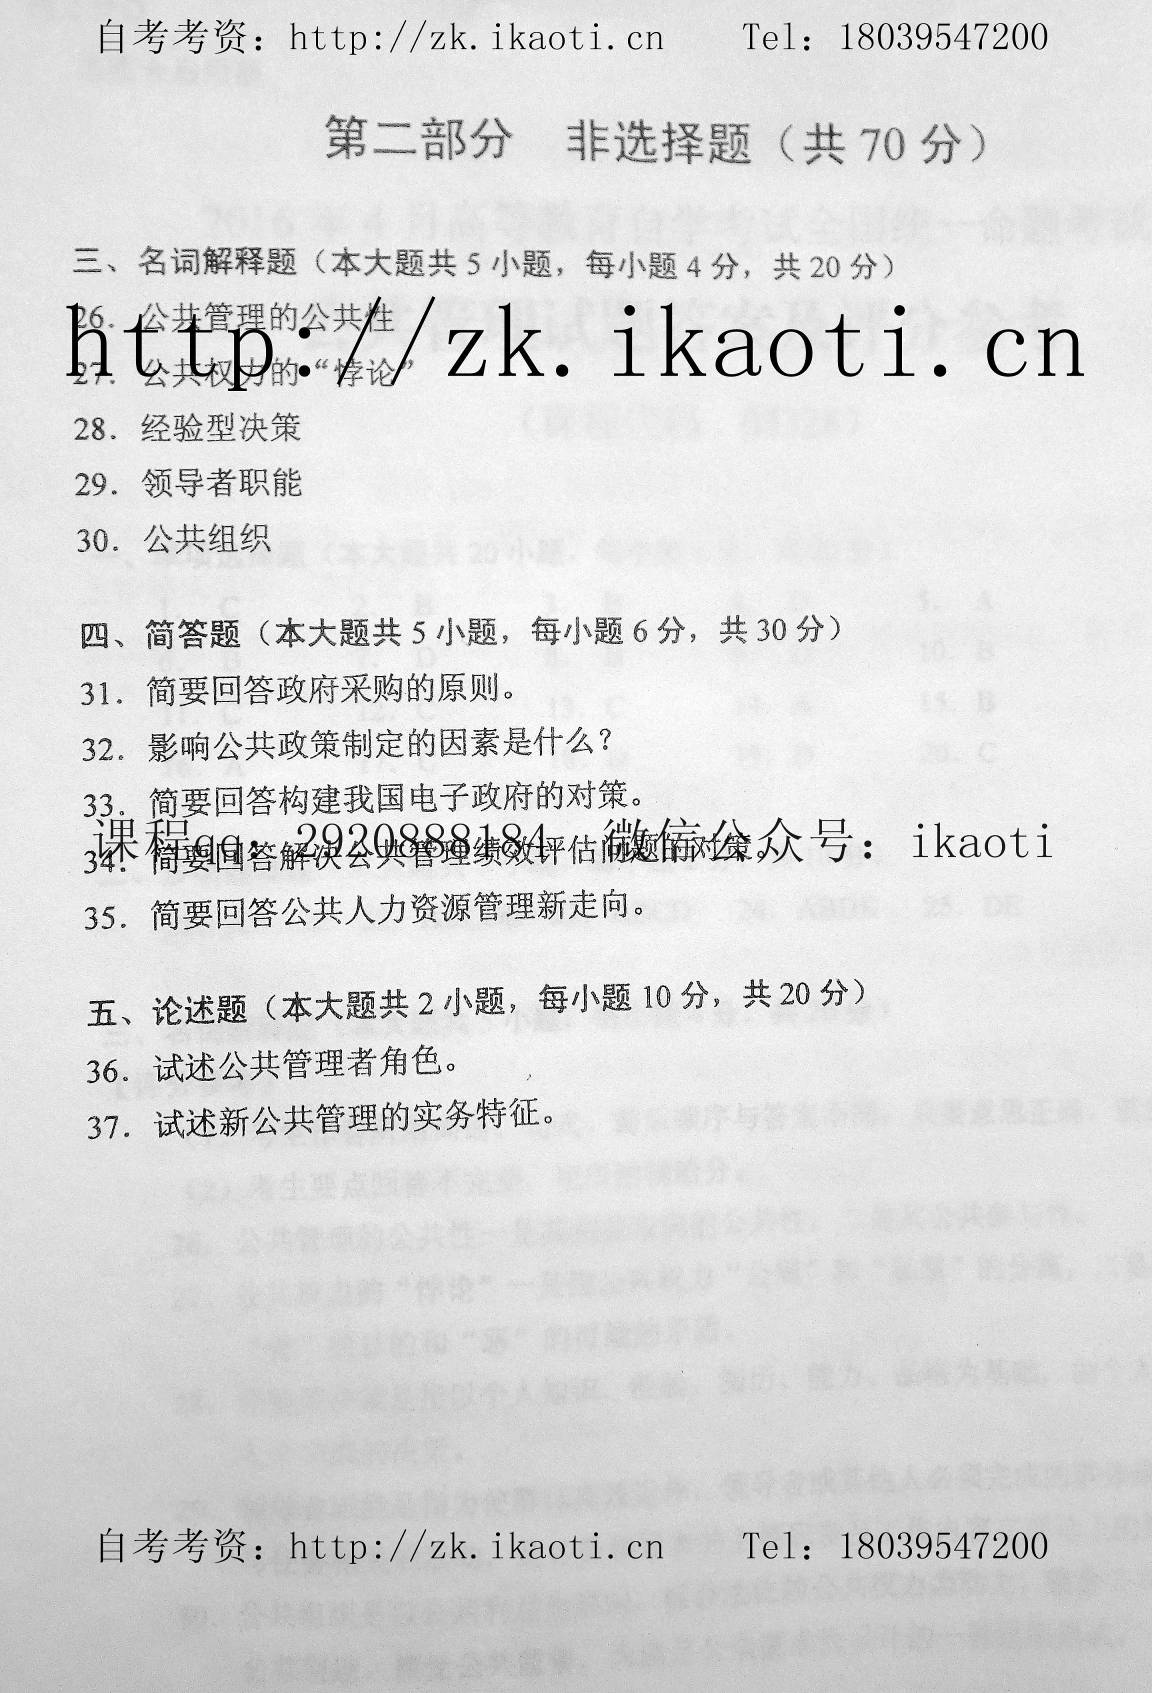 自考考资：http://zk.ikaoti.cn Tel：18039547200
第二部分 非选择题（共 70 分）
三、名词解释题（本大题共 5 小题，每小题 4 分，共 20 分）
26．公共管理的公共性
http://zk.ikaoti.cn
27．公共权力的“悖论”
28．经验型决策
29．领导者职能
30．公共组织
四、简答题（本大题共 5 小题，每小题 6 分，共 30 分）
31．简要回答政府采购的原则。
32．影响公共政策制定的因素是什么？
33．简要回答构建我国电子政府的对策。
课程qq：2920888184 微信公众号：ikaoti
34．简要回答解决公共管理绩效评估问题的对策。
35．简要回答公共人力资源管理新走向。
五、论述题（本大题共 2 小题，每小题 10 分，共 20 分）
36．试述公共管理者角色。
37．试述新公共管理的实务特征。
自考考资：http://zk.ikaoti.cn Tel：18039547200